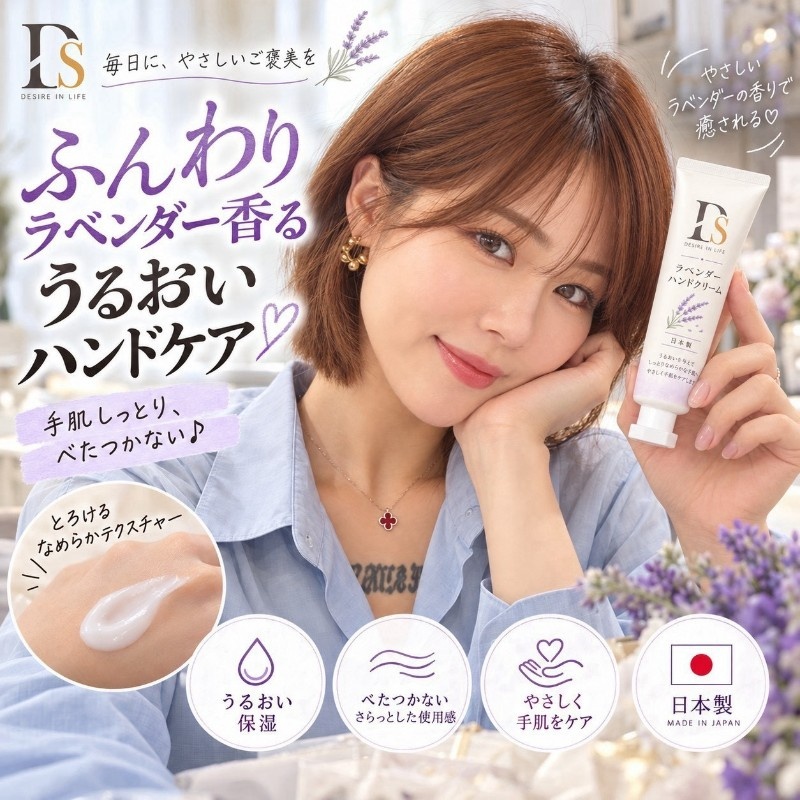 DS
DESIRE IN LIFE
毎日に、やさしいご褒美を
ふんわり
ラベンダー香る
うるおい
ハンドケア
手肌しっとり、
べたつかない♪
とろける
なめらかテクスチャー
やさしい
ラベンダーの香りで
癒される♡
DS
DESIRE IN LIFE
ラベンダー
ハンドクリーム
日本製
うるおい
保湿
べたつかない
さらっとした使用感
やさしく
手肌をケア
日本製
MADE IN JAPAN